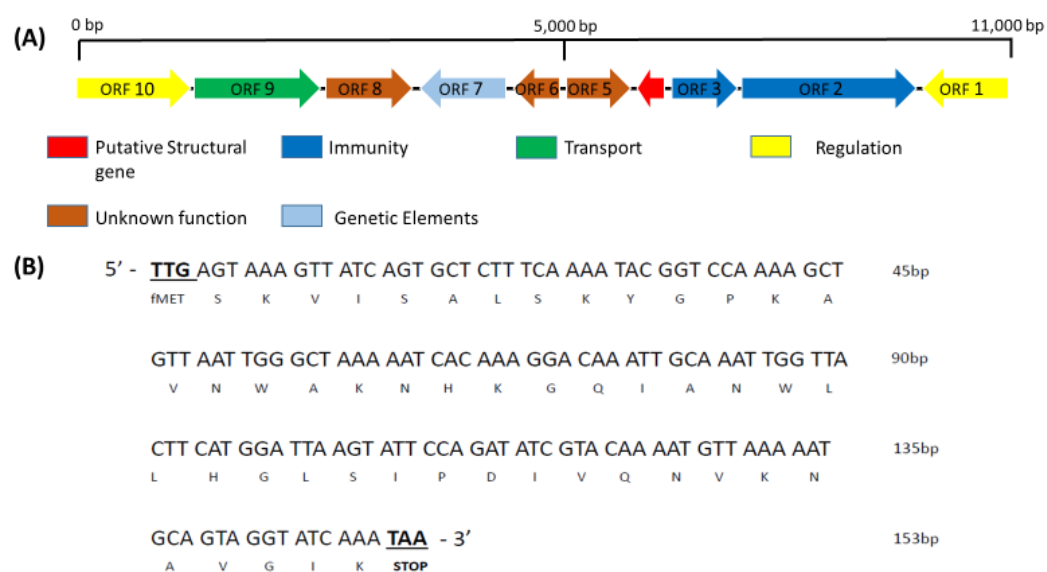 (A)
0 bp 5,000 bp 11,000 bp
ORF 10 ORF 9 ORF 8 ORF 7 ORF 6 ORF 5 ORF 3 ORF 2 ORF 1
Putative Structural gene
Immunity
Transport
Regulation
Unknown function
Genetic Elements
(B)
5’ - TTG AGT AAA GTT ATC AGT GCT CTT TCA AAA TAC GGT CCA AAA GCT 45bp
fMET S K V I S A L S K Y G P K A
GTT AAT TGG GCT AAA AAT CAC AAA GGA CAA ATT GCA AAT TGG TTA 90bp
V N W A K N H K G Q I A N W L
CTT CAT GGA TTA AGT ATT CCA GAT ATC GTA CAA AAT GTT AAA AAT 135bp
L H G L S I P D I V Q N V K N
GCA GTA GGT ATC AAA TAA - 3’ 153bp
A V G I K STOP